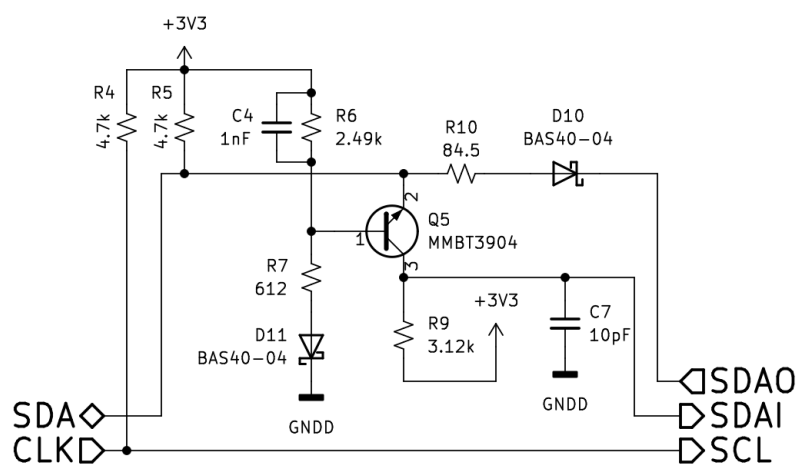 +3V3
R4
4.7k
R5
4.7k
C4
1nF
R6
2.49k
R10
84.5
D10
BAS40-04
2
Q5
MMBT3904
1
3
R7
612
+3V3
R9
3.12k
C7
10pF
D11
BAS40-04
GNDD
GNDD
SDA
CLK
SDAO
SDAI
SCL